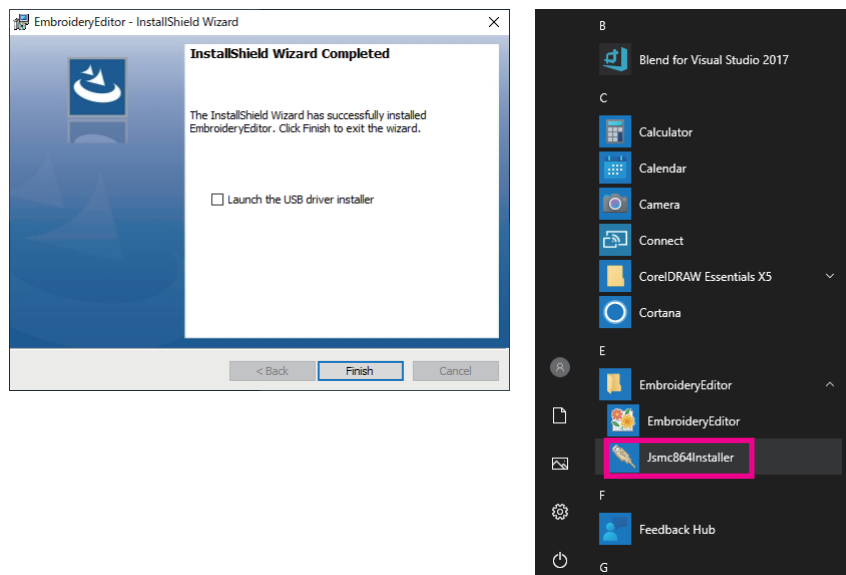 EmbroideryEditor - InstallShield Wizard
InstallShield Wizard Completed
The InstallShield Wizard has successfully installed
EmbroideryEditor. Click Finish to exit the wizard.
Launch the USB driver installer
< Back
Finish
Cancel
B
Blend for Visual Studio 2017
C
Calculator
Calendar
Camera
Connect
CorelDRAW Essentials X5
Cortana
E
EmbroideryEditor
EmbroideryEditor
Jsmc864Installer
F
Feedback Hub
G